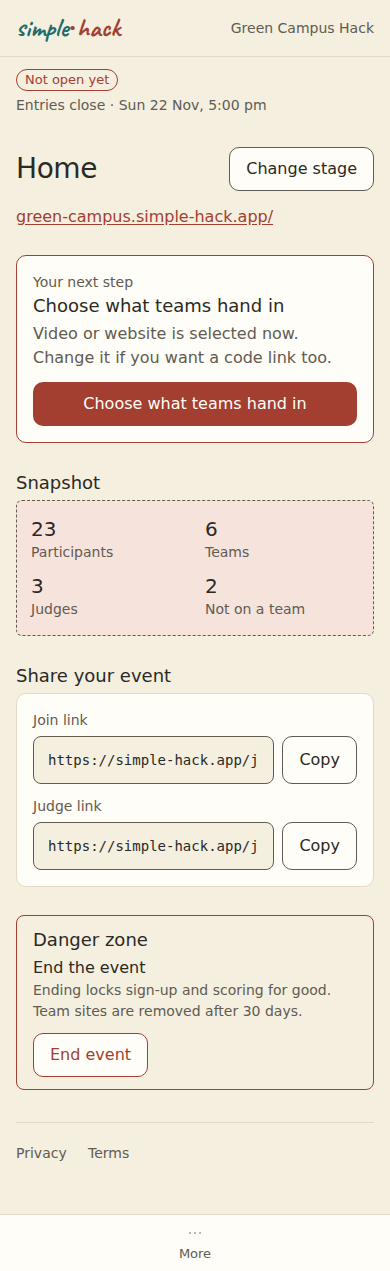 simple·hack
Green Campus Hack
Not open yet
Entries close · Sun 22 Nov, 5:00 pm
Home
Change stage
green-campus.simple-hack.app/
Your next step
Choose what teams hand in
Video or website is selected now.
Change it if you want a code link too.
Choose what teams hand in
Snapshot
23
6
Participants
Teams
3
2
Judges
Not on a team
Share your event
Join link
https://simple-hack.app/j
Copy
Judge link
https://simple-hack.app/j
Copy
Danger zone
End the event
Ending locks sign-up and scoring for good.
Team sites are removed after 30 days.
End event
Privacy
Terms
...
More